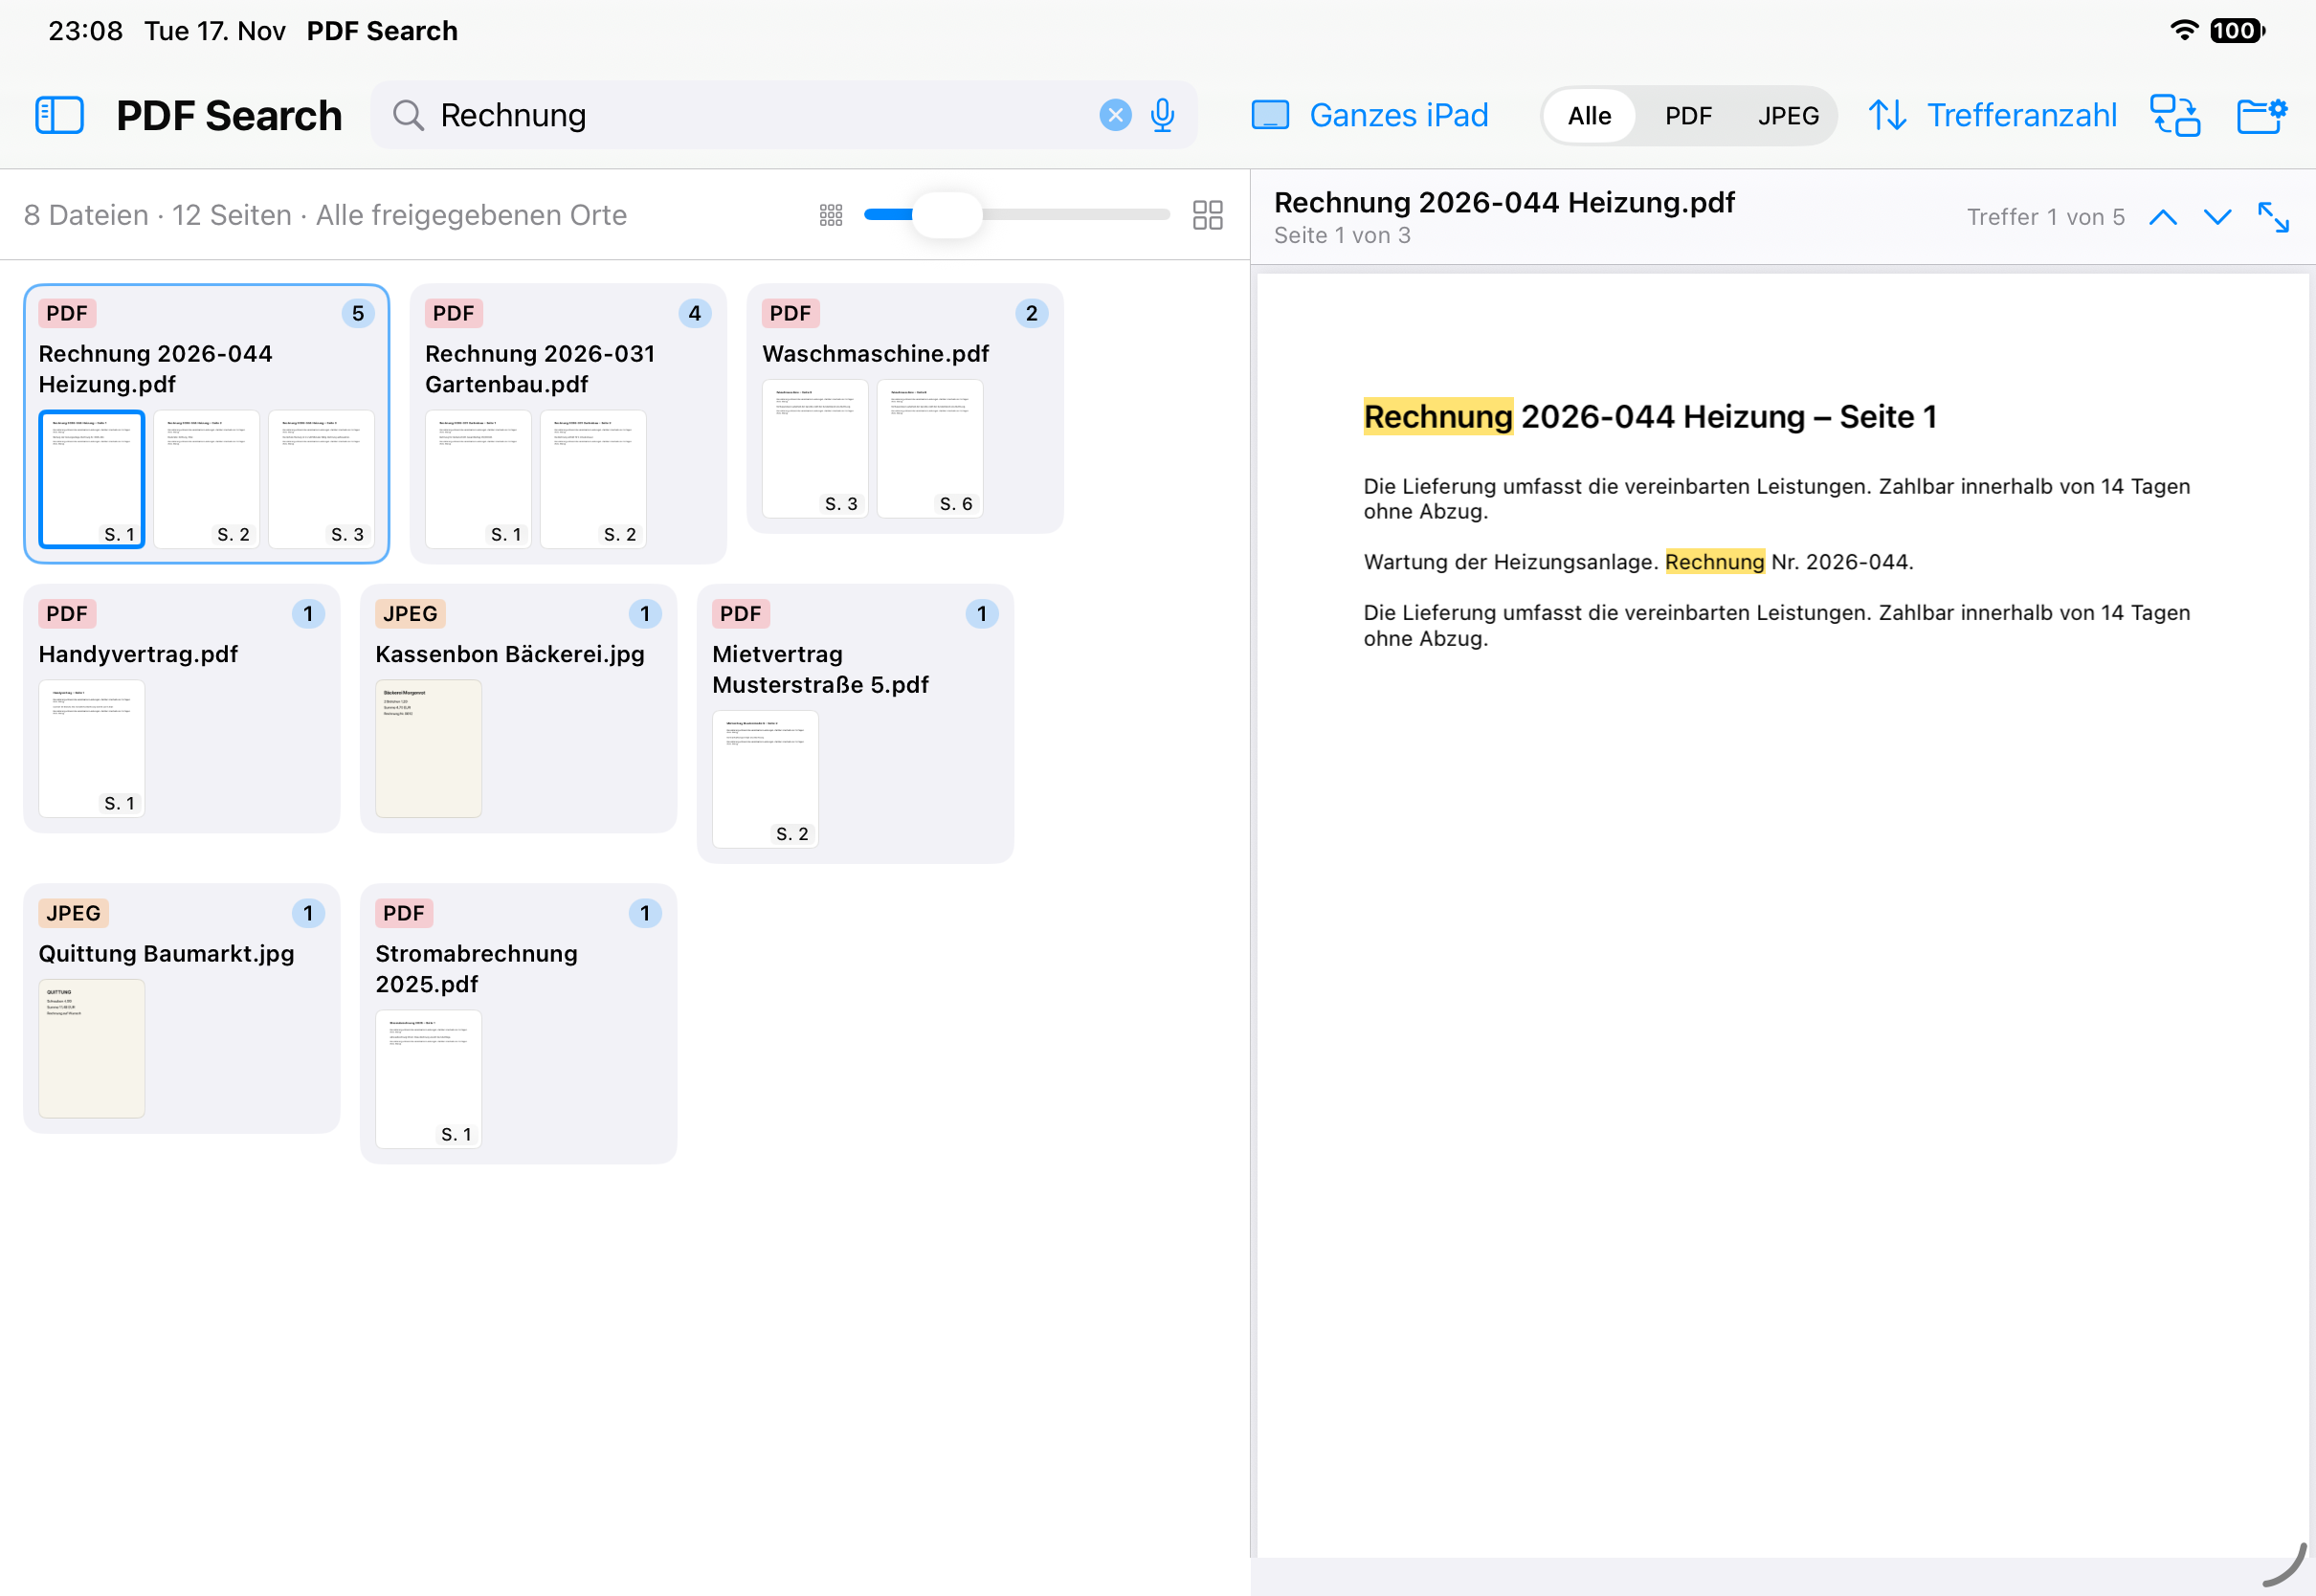 23:08 Tue 17. Nov PDF Search
100
PDF Search
Rechnung
Ganzes iPad
Alle PDF JPEG
Trefferanzahl
8 Dateien · 12 Seiten · Alle freigegebenen Orte
PDF 5
Rechnung 2026-044
Heizung.pdf
S. 1 S. 2 S. 3
PDF 4
Rechnung 2026-031
Gartenbau.pdf
S. 1 S. 2
PDF 2
Waschmaschine.pdf
S. 3 S. 6
PDF 1
Handyvertrag.pdf
S. 1
JPEG 1
Kassenbon Bäckerei.jpg
PDF 1
Mietvertrag
Musterstraße 5.pdf
S. 2
JPEG 1
Quittung Baumarkt.jpg
QUITTUNG
PDF 1
Stromabrechnung
2025.pdf
S. 1
Rechnung 2026-044 Heizung.pdf
Seite 1 von 3
Treffer 1 von 5
Rechnung 2026-044 Heizung – Seite 1
Die Lieferung umfasst die vereinbarten Leistungen. Zahlbar innerhalb von 14 Tagen
ohne Abzug.
Wartung der Heizungsanlage. Rechnung Nr. 2026-044.
Die Lieferung umfasst die vereinbarten Leistungen. Zahlbar innerhalb von 14 Tagen
ohne Abzug.